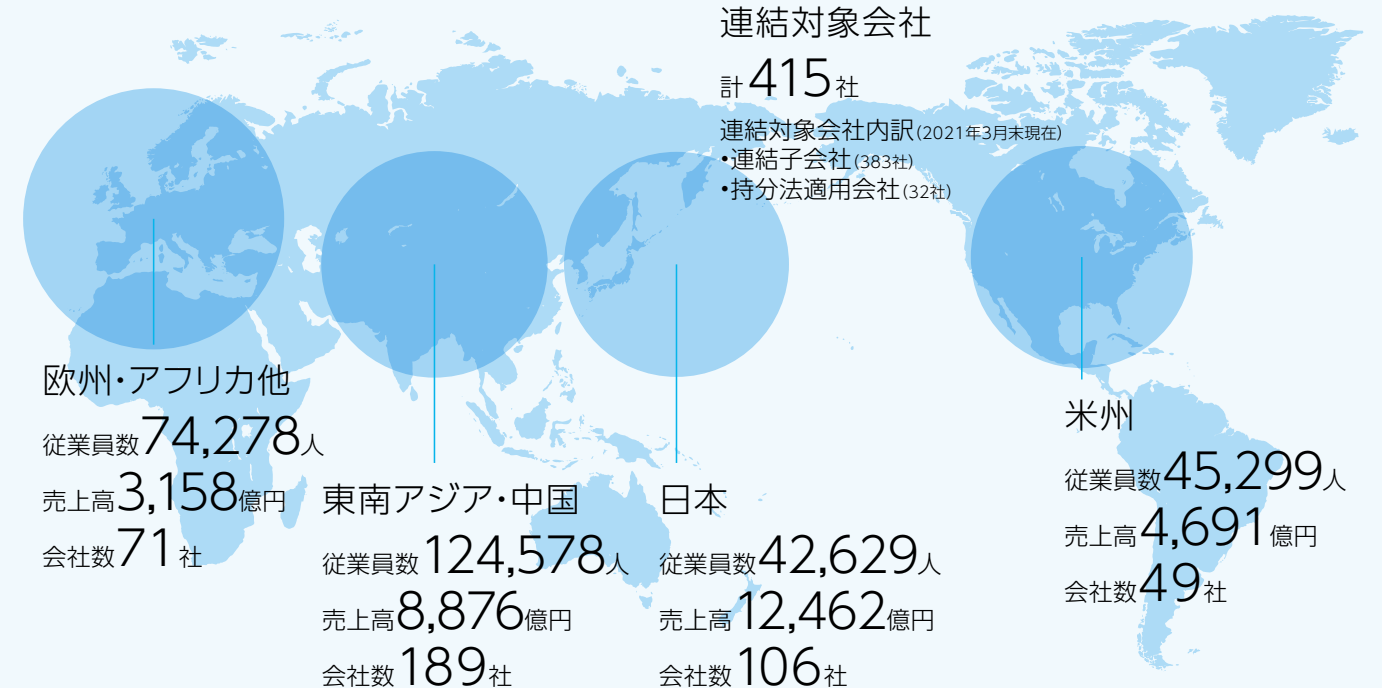 連結対象会社
計415社
連結対象会社内訳(2021年3月末現在)
•連結子会社(383社)
•持分法適用会社(32社)
欧州・アフリカ他
従業員数74,278人
売上高3,158億円
会社数71社
東南アジア・中国
従業員数124,578人
売上高8,876億円
会社数189社
日本
従業員数42,629人
売上高12,462億円
会社数106社
米州
従業員数45,299人
売上高4,691億円
会社数49社